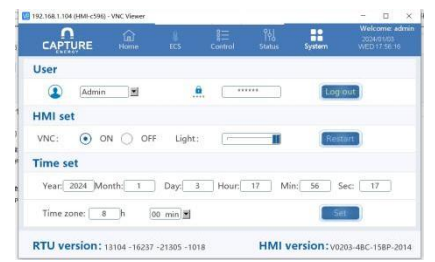 192.168.1.104 (HMI-c596) - VNC Viewer
CAPTURE ENERGY Home ECS Control Status System Welcome: admin 2024/01/03 WED 17:56:16
User
Admin ****** Log out
HMI set
VNC: ON OFF Light: Restart
Time set
Year: 2024 Month: 1 Day: 3 Hour: 17 Min: 56 Sec: 17
Time zone: 8 h 00 min Set
RTU version: 13104 -16237 -21305 -1018 HMI version: V0203-4BC-15BP-2014